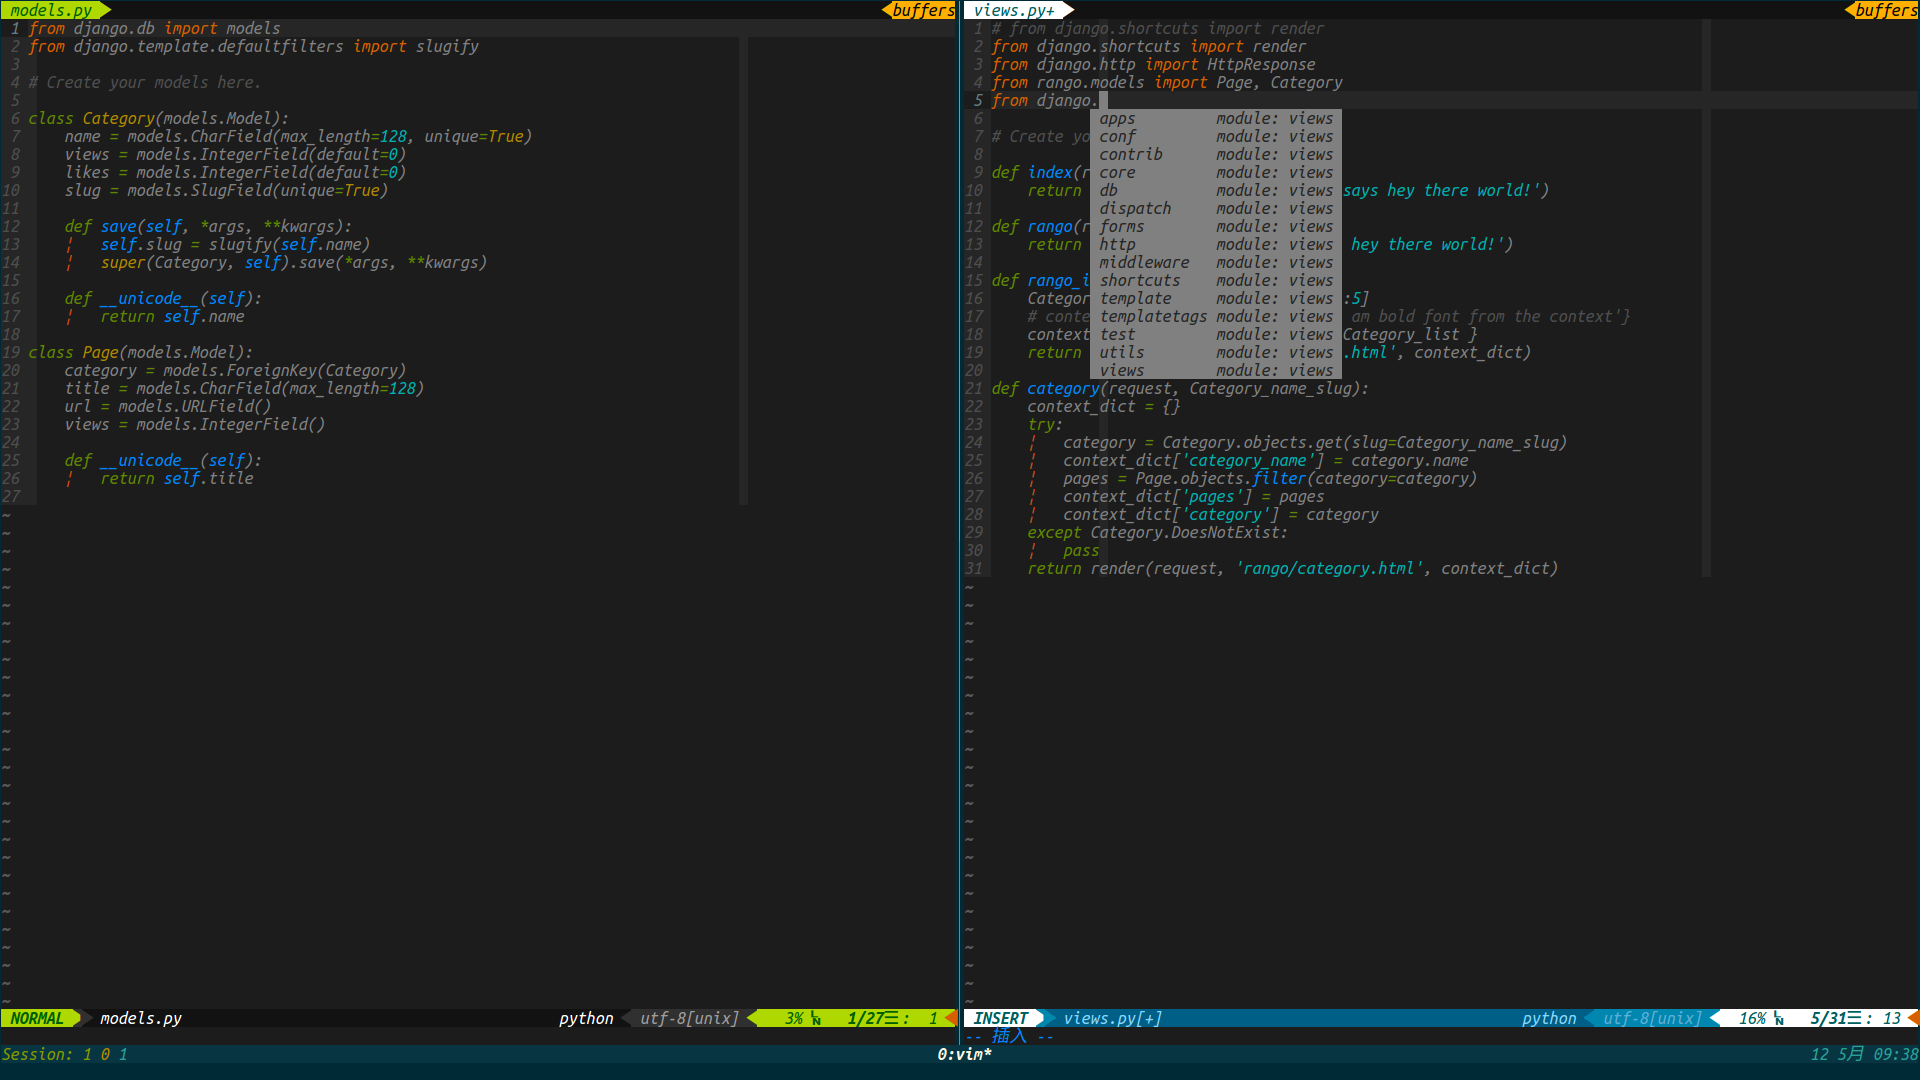 models.py buffers
1 from django.db import models
2 from django.template.defaultfilters import slugify
3
4 # Create your models here.
5
6 class Category(models.Model):
7     name = models.CharField(max_length=128, unique=True)
8     views = models.IntegerField(default=0)
9     likes = models.IntegerField(default=0)
10     slug = models.SlugField(unique=True)
11
12     def save(self, *args, **kwargs):
13     ¦   self.slug = slugify(self.name)
14     ¦   super(Category, self).save(*args, **kwargs)
15
16     def __unicode__(self):
17     ¦   return self.name
18
19 class Page(models.Model):
20     category = models.ForeignKey(Category)
21     title = models.CharField(max_length=128)
22     url = models.URLField()
23     views = models.IntegerField()
24
25     def __unicode__(self):
26     ¦   return self.title
27
NORMAL models.py python utf-8[unix] 3% LN 1/27☰: 1
views.py+ buffers
1 # from django.shortcuts import render
2 from django.shortcuts import render
3 from django.http import HttpResponse
4 from rango.models import Page, Category
5 from django.
6 apps module: views
7 # Create yo conf module: views
8 contrib module: views
9 def index(r core module: views
10     return db module: views says hey there world!')
11 dispatch module: views
12 def rango(r forms module: views
13     return http module: views hey there world!')
14 middleware module: views
15 def rango_i shortcuts module: views
16     Categor template module: views :5]
17     # conte templatetags module: views am bold font from the context'}
18     context test module: views Category_list }
19     return utils module: views .html', context_dict)
20 views module: views
21 def category(request, Category_name_slug):
22     context_dict = {}
23     try:
24     ¦   category = Category.objects.get(slug=Category_name_slug)
25     ¦   context_dict['category_name'] = category.name
26     ¦   pages = Page.objects.filter(category=category)
27     ¦   context_dict['pages'] = pages
28     ¦   context_dict['category'] = category
29     except Category.DoesNotExist:
30     ¦   pass
31     return render(request, 'rango/category.html', context_dict)
INSERT views.py[+] python utf-8[unix] 16% LN 5/31☰: 13
-- 插入 --
Session: 1 0 1 0:vim* 12 5月 09:38